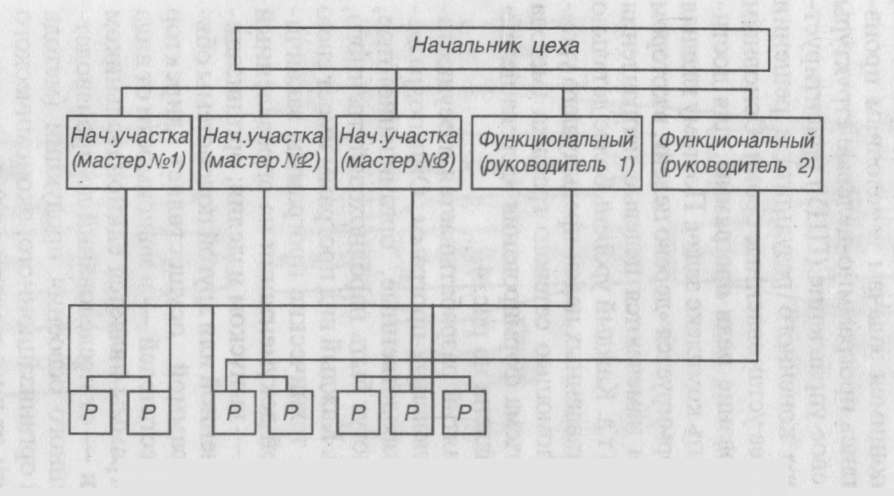 Начальник цеха
Нач.участка
(мастер №1)
Нач.участка
(мастер №2)
Нач.участка
(мастер №3)
Функциональный
(руководитель 1)
Функциональный
(руководитель 2)
Р Р Р Р Р Р Р